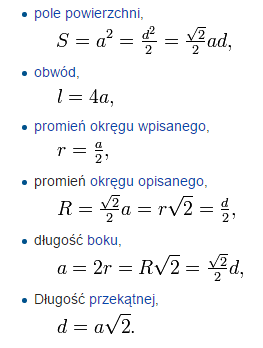 • pole powierzchni,
S = a² = d²/2 = √2/2 ad,
• obwód,
l = 4a,
• promień okręgu wpisanego,
r = a/2,
• promień okręgu opisanego,
R = √2/2 a = r√2 = d/2,
• długość boku,
a = 2r = R√2 = √2/2 d,
• Długość przekątnej,
d = a√2.